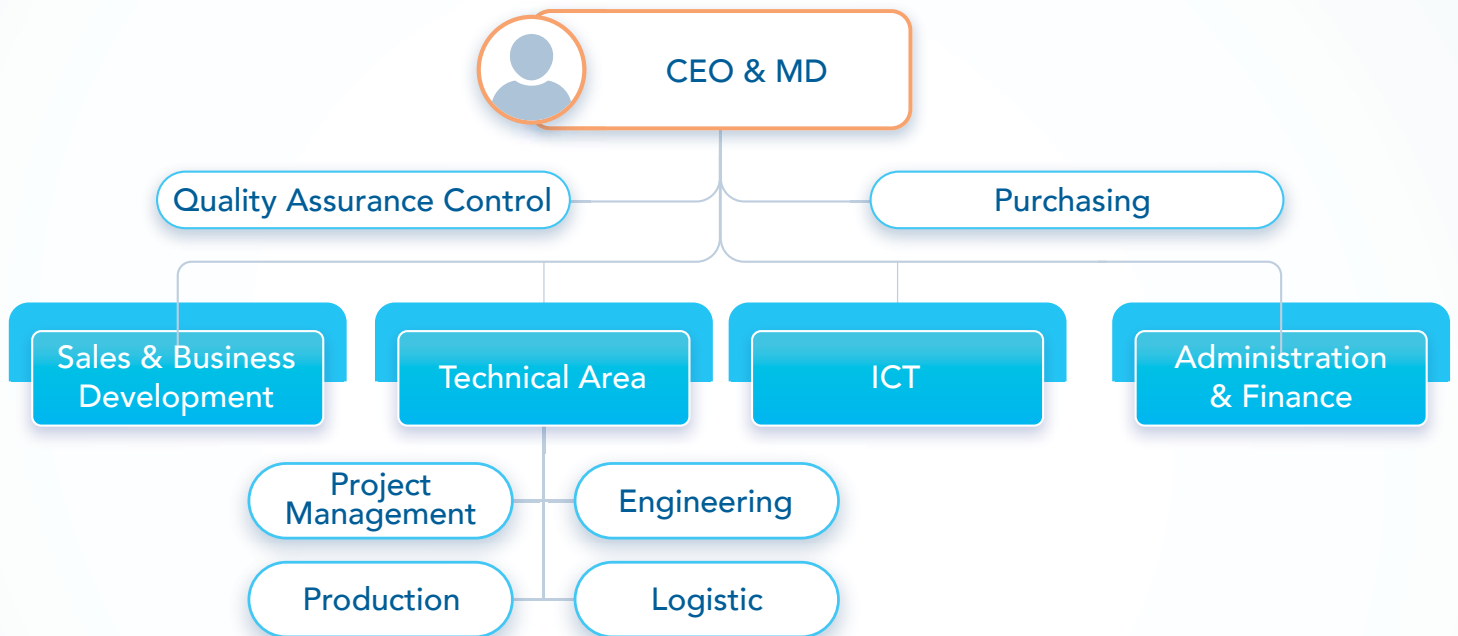 CEO & MD
Quality Assurance Control
Purchasing
Sales & Business
Development
Technical Area
ICT
Administration
& Finance
Project
Management
Engineering
Production
Logistic